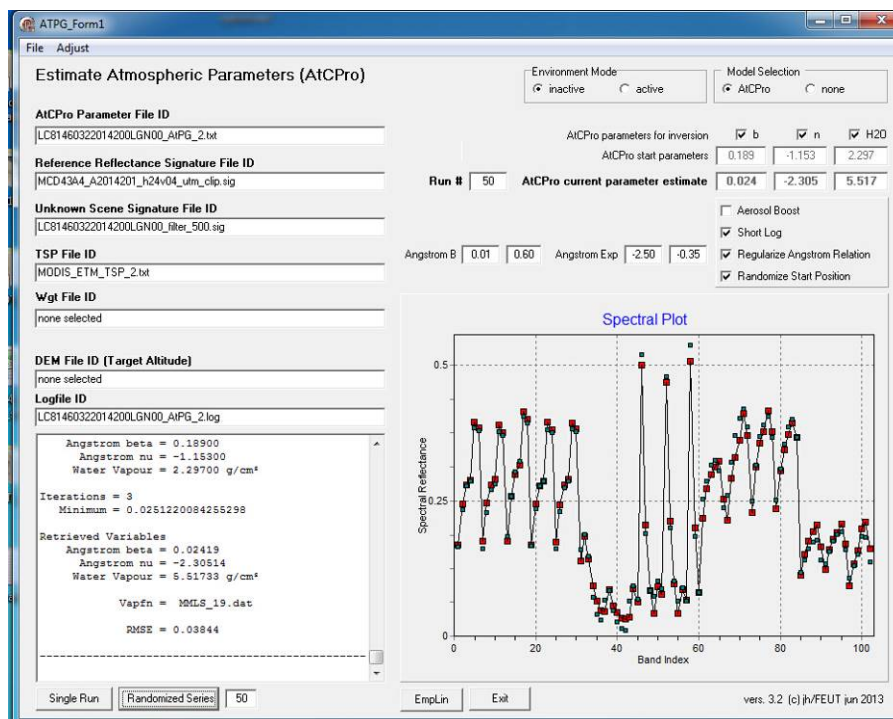 ATPG_Form1
File Adjust
Estimate Atmospheric Parameters (AtCPro)
Environment Mode
inactive active
Model Selection
AtCPro none
AtCPro Parameter File ID
LC81460322014200LGN00_AtPG_2.txt
Reference Reflectance Signature File ID
MCD43A4_A2014201_h24v04_utm_clip.sig
Unknown Scene Signature File ID
LC81460322014200LGN00_filter_500.sig
TSP File ID
MODIS_ETM_TSP_2.txt
Wgt File ID
none selected
DEM File ID (Target Altitude)
none selected
Logfile ID
LC81460322014200LGN00_AtPG_2.log
AtCPro parameters for inversion b n H2O
AtCPro start parameters 0.189 -1.153 2.297
Run # 50 AtCPro current parameter estimate 0.024 -2.305 5.517
Aerosol Boost
Short Log
Regularize Angstrom Relation
Randomize Start Position
Angstrom B 0.01 0.60 Angstrom Exp -2.50 -0.35
Angstrom beta = 0.18900
Angstrom nu = -1.15300
Water Vapour = 2.29700 g/cm²
Iterations = 3
Minimum = 0.0251220084255298
Retrieved Variables
Angstrom beta = 0.02419
Angstrom nu = -2.30514
Water Vapour = 5.51733 g/cm²
Vapfn = MMLS_19.dat
RMSE = 0.03844
Spectral Plot
Spectral Reflectance
0.5
0.25
0
0 20 40 60 80 100
Band Index
Single Run Randomized Series 50
EmpLin Exit
vers. 3.2 (c) jh/FEUT jun 2013